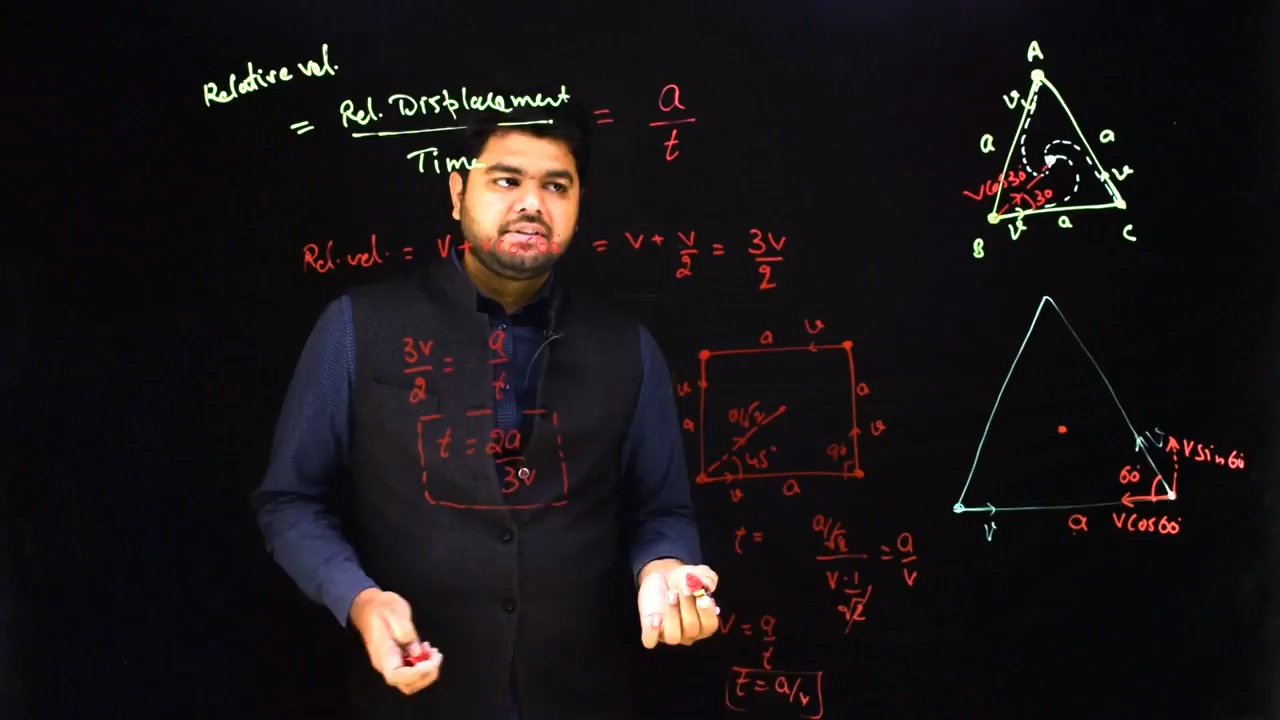 Relative vel.
= Rel. Displacement / Time = a / t
Rel. vel. = v + = v + v/2 = 3v/2
3v/2 = a/t
t = 2a/3v
A
v
a
a
vcos30
30
v
B
v
a
C
a
v
v
a
a
v
a/√2
45°
90
v
a
t = a/√2 / v·1/√2 = a/v
v = a/t
t = a/v
v
vsin60
60°
v
a
vcos60